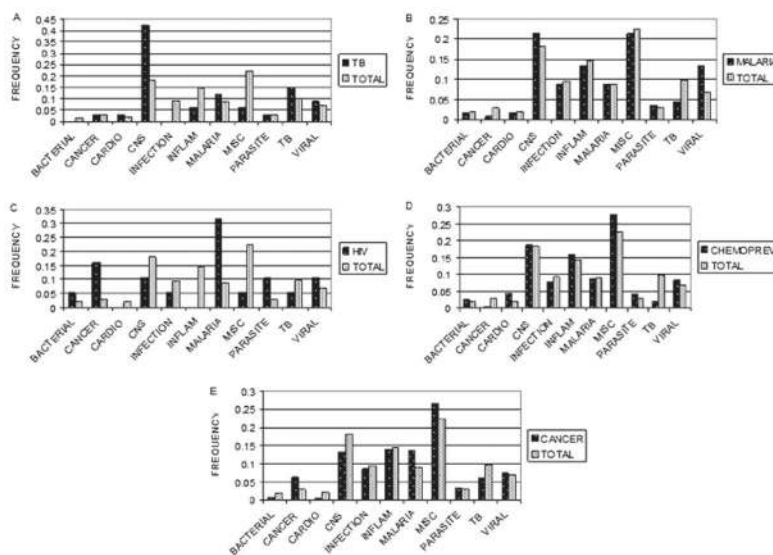 A
FREQUENCY
0.45
0.4
0.35
0.3
0.25
0.2
0.15
0.1
0.05
0
BACTERIAL
CANCER
CARDIO
CNS
INFECTION
INFLAM
MALARIA
MISC
PARASITE
TB
VIRAL
TB
TOTAL
B
FREQUENCY
0.25
0.2
0.15
0.1
0.05
0
BACTERIAL
CANCER
CARDIO
CNS
INFECTION
INFLAM
MALARIA
MISC
PARASITE
TB
VIRAL
MALARIA
TOTAL
C
FREQUENCY
0.35
0.3
0.25
0.2
0.15
0.1
0.05
0
BACTERIAL
CANCER
CARDIO
CNS
INFECTION
INFLAM
MALARIA
MISC
PARASITE
TB
VIRAL
HIV
TOTAL
D
FREQUENCY
0.3
0.25
0.2
0.15
0.1
0.05
0
BACTERIAL
CANCER
CARDIO
CNS
INFECTION
INFLAM
MALARIA
MISC
PARASITE
TB
VIRAL
CHEMOPREV
TOTAL
E
FREQUENCY
0.3
0.25
0.2
0.15
0.1
0.05
0
BACTERIAL
CANCER
CARDIO
CNS
INFECTION
INFLAM
MALARIA
MISC
PARASITE
TB
VIRAL
CANCER
TOTAL